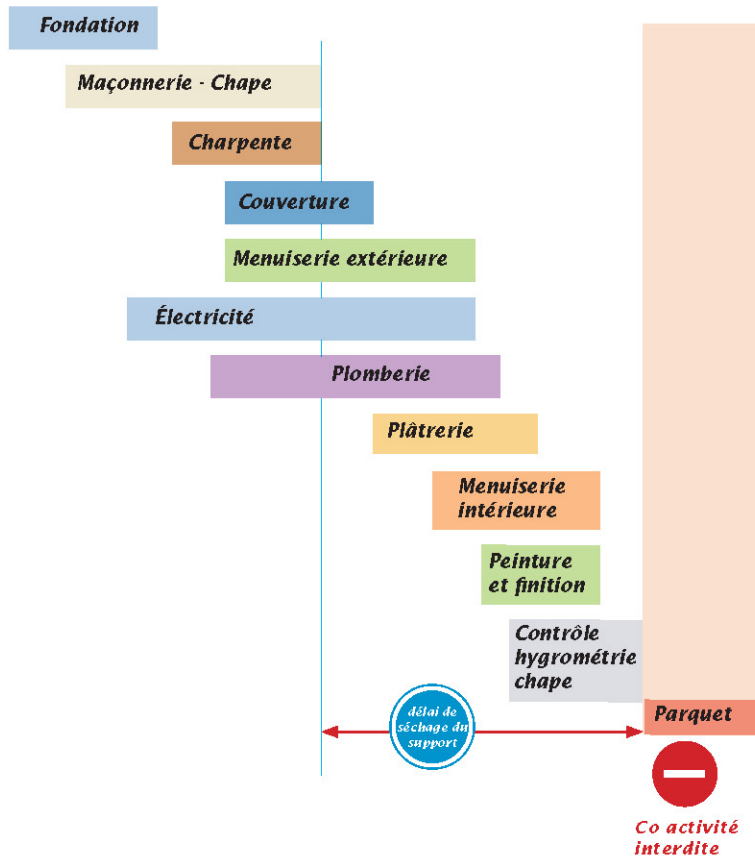 Fondation
Maçonnerie - Chape
Charpente
Couverture
Menuiserie extérieure
Électricité
Plomberie
Plâtrerie
Menuiserie
intérieure
Peinture
et finition
Contrôle
hygrométrie
chape
Parquet
délai de
séchage du
support
Co activité
interdite